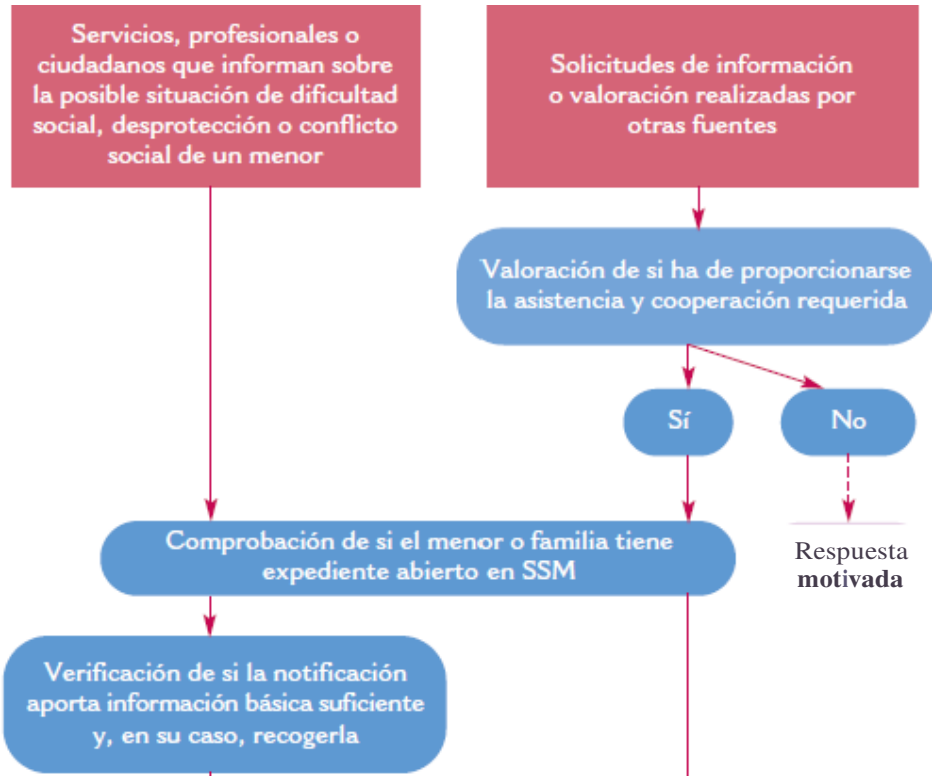 Servicios, profesionales o
ciudadanos que informan sobre
la posible situación de dificultad
social, desprotección o conflicto
social de un menor
Solicitudes de información
o valoración realizadas por
otras fuentes
Valoración de si ha de proporcionarse
la asistencia y cooperación requerida
Sí
No
Comprobación de si el menor o familia tiene
expediente abierto en SSM
Respuesta
motivada
Verificación de si la notificación
aporta información básica suficiente
y, en su caso, recogerla